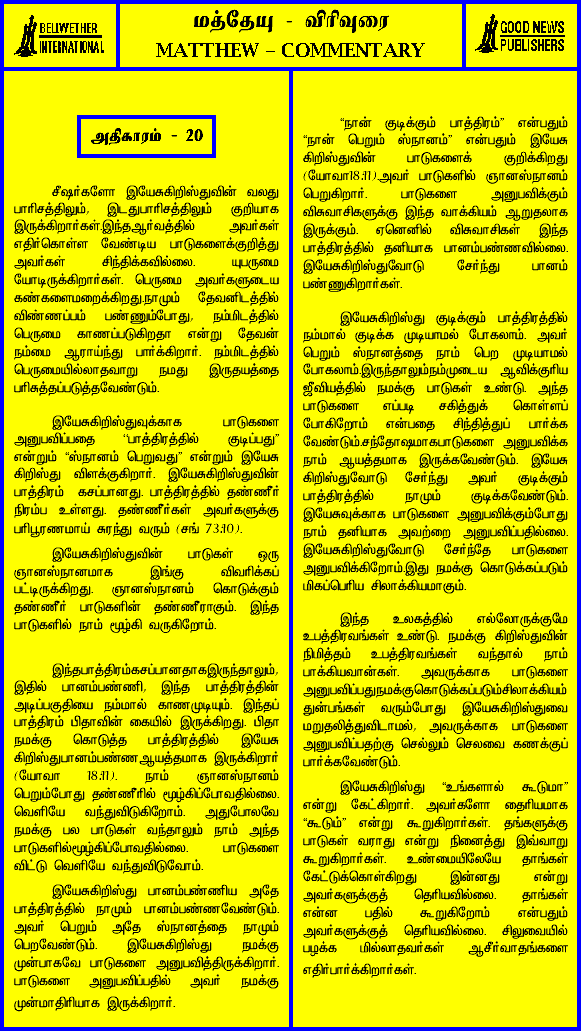 BELLWETHER
INTERNATIONAL
மத்தேயு - விரிவுரை
MATTHEW – COMMENTARY
GOOD NEWS
PUBLISHERS
அதிகாரம் - 20
சீஷர்களோ இயேசுகிறிஸ்துவின் வலது
பாரிசத்திலும், இடதுபாரிசத்திலும் குறியாக
இருக்கிறார்கள்.இந்தஆர்வத்தில் அவர்கள்
எதிர்கொள்ள வேண்டிய பாடுகளைக்குறித்து
அவர்கள் சிந்திக்கவில்லை. யுபருமை
யோடிருக்கிறார்கள். பெருமை அவர்களுடைய
கண்களைமறைக்கிறது.நாமும் தேவனிடத்தில்
விண்ணப்பம் பண்ணும்போது, நம்மிடத்தில்
பெருமை காணப்படுகிறதா என்று தேவன்
நம்மை ஆராய்ந்து பார்க்கிறார். நம்மிடத்தில்
பெருமையில்லாதவாறு நமது இருதயத்தை
பரிசுத்தப்படுத்தவேண்டும்.
இயேசுகிறிஸ்துவுக்காக பாடுகளை
அனுபவிப்பதை “பாத்திரத்தில் குடிப்பது”
என்றும் “ஸ்நானம் பெறுவது” என்றும் இயேசு
கிறிஸ்து விளக்குகிறார். இயேசுகிறிஸ்துவின்
பாத்திரம் கசப்பானது. பாத்திரத்தில் தண்ணீர்
நிரம்ப உள்ளது. தண்ணீர்கள் அவர்களுக்கு
பரிபூரணமாய் சுரந்து வரும் (சங் 73:10).
இயேசுகிறிஸ்துவின் பாடுகள் ஒரு
ஞானஸ்நானமாக இங்கு விவரிக்கப்
பட்டிருக்கிறது. ஞானஸ்நானம் கொடுக்கும்
தண்ணீர் பாடுகளின் தண்ணீராகும். இந்த
பாடுகளில் நாம் மூழ்கி வருகிறோம்.
இந்தபாத்திரம்கசப்பானதாகஇருந்தாலும்,
இதில் பானம்பண்ணி, இந்த பாத்திரத்தின்
அடிப்பகுதியை நம்மால் காணமுடியும். இந்தப்
பாத்திரம் பிதாவின் கையில் இருக்கிறது. பிதா
நமக்கு கொடுத்த பாத்திரத்தில் இயேசு
கிறிஸ்துபானம்பண்ணஆயத்தமாக இருக்கிறார்
(யோவா 18:11). நாம் ஞானஸ்நானம்
பெறும்போது தண்ணீரில் மூழ்கிப்போவதில்லை.
வெளியே வந்துவிடுகிறோம். அதுபோலவே
நமக்கு பல பாடுகள் வந்தாலும் நாம் அந்த
பாடுகளில்மூழ்கிப்போவதில்லை. பாடுகளை
விட்டு வெளியே வந்துவிடுவோம்.
இயேசுகிறிஸ்து பானம்பண்ணிய அதே
பாத்திரத்தில் நாமும் பானம்பண்ணவேண்டும்.
அவர் பெறும் அதே ஸ்நானத்தை நாமும்
பெறவேண்டும். இயேசுகிறிஸ்து நமக்கு
முன்பாகவே பாடுகளை அனுபவித்திருக்கிறார்.
பாடுகளை அனுபவிப்பதில் அவர் நமக்கு
முன்மாதிரியாக இருக்கிறார்.
“நான் குடிக்கும் பாத்திரம்” என்பதும்
“நான் பெறும் ஸ்நானம்” என்பதும் இயேசு
கிறிஸ்துவின் பாடுகளைக் குறிக்கிறது
(யோவா18:11).அவர் பாடுகளில் ஞானஸ்நானம்
பெறுகிறார். பாடுகளை அனுபவிக்கும்
விசுவாசிகளுக்கு இந்த வாக்கியம் ஆறுதலாக
இருக்கும். ஏனெனில் விசுவாசிகள் இந்த
பாத்திரத்தில் தனியாக பானம்பண்ணவில்லை.
இயேசுகிறிஸ்துவோடு சேர்ந்து பானம்
பண்ணுகிறார்கள்.
இயேசுகிறிஸ்து குடிக்கும் பாத்திரத்தில்
நம்மால் குடிக்க முடியாமல் போகலாம். அவர்
பெறும் ஸ்நானத்தை நாம் பெற முடியாமல்
போகலாம்.இருந்தாலும்நம்முடைய ஆவிக்குரிய
ஜீவியத்தில் நமக்கு பாடுகள் உண்டு. அந்த
பாடுகளை எப்படி சகித்துக் கொள்ளப்
போகிறோம் என்பதை சிந்தித்துப் பார்க்க
வேண்டும்.சந்தோஷமாகபாடுகளை அனுபவிக்க
நாம் ஆயத்தமாக இருக்கவேண்டும். இயேசு
கிறிஸ்துவோடு சேர்ந்து அவர் குடிக்கும்
பாத்திரத்தில் நாமும் குடிக்கவேண்டும்.
இயேசுவுக்காக பாடுகளை அனுபவிக்கும்போது
நாம் தனியாக அவற்றை அனுபவிப்பதில்லை.
இயேசுகிறிஸ்துவோடு சேர்ந்தே பாடுகளை
அனுபவிக்கிறோம்.இது நமக்கு கொடுக்கப்படும்
மிகப்பெரிய சிலாக்கியமாகும்.
இந்த உலகத்தில் எல்லோருக்குமே
உபத்திரவங்கள் உண்டு. நமக்கு கிறிஸ்துவின்
நிமித்தம் உபத்திரவங்கள் வந்தால் நாம்
பாக்கியவான்கள். அவருக்காக பாடுகளை
அனுபவிப்பதுநமக்குகொடுக்கப்படும்சிலாக்கியம்
துன்பங்கள் வரும்போது இயேசுகிறிஸ்துவை
மறுதலித்துவிடாமல், அவருக்காக பாடுகளை
அனுபவிப்பதற்கு செல்லும் செலவை கணக்குப்
பார்க்கவேண்டும்.
இயேசுகிறிஸ்து “உங்களால் கூடுமா”
என்று கேட்கிறார். அவர்களோ தைரியமாக
“கூடும்” என்று கூறுகிறார்கள். தங்களுக்கு
பாடுகள் வராது என்று நினைத்து இவ்வாறு
கூறுகிறார்கள். உண்மையிலேயே தாங்கள்
கேட்டுக்கொள்கிறது இன்னது என்று
அவர்களுக்குத் தெரியவில்லை. தாங்கள்
என்ன பதில் கூறுகிறோம் என்பதும்
அவர்களுக்குத் தெரியவில்லை. சிலுவையில்
பழக்க மில்லாதவர்கள் ஆசீர்வாதங்களை
எதிர்பார்க்கிறார்கள்.